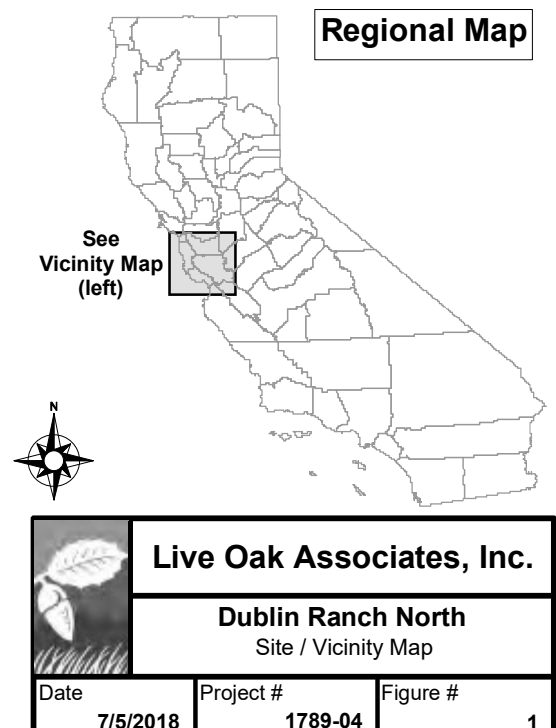 Regional Map
See
Vicinity Map
(left)
N
Live Oak Associates, Inc.
Dublin Ranch North
Site / Vicinity Map
Date Project # Figure #
7/5/2018 1789-04 1